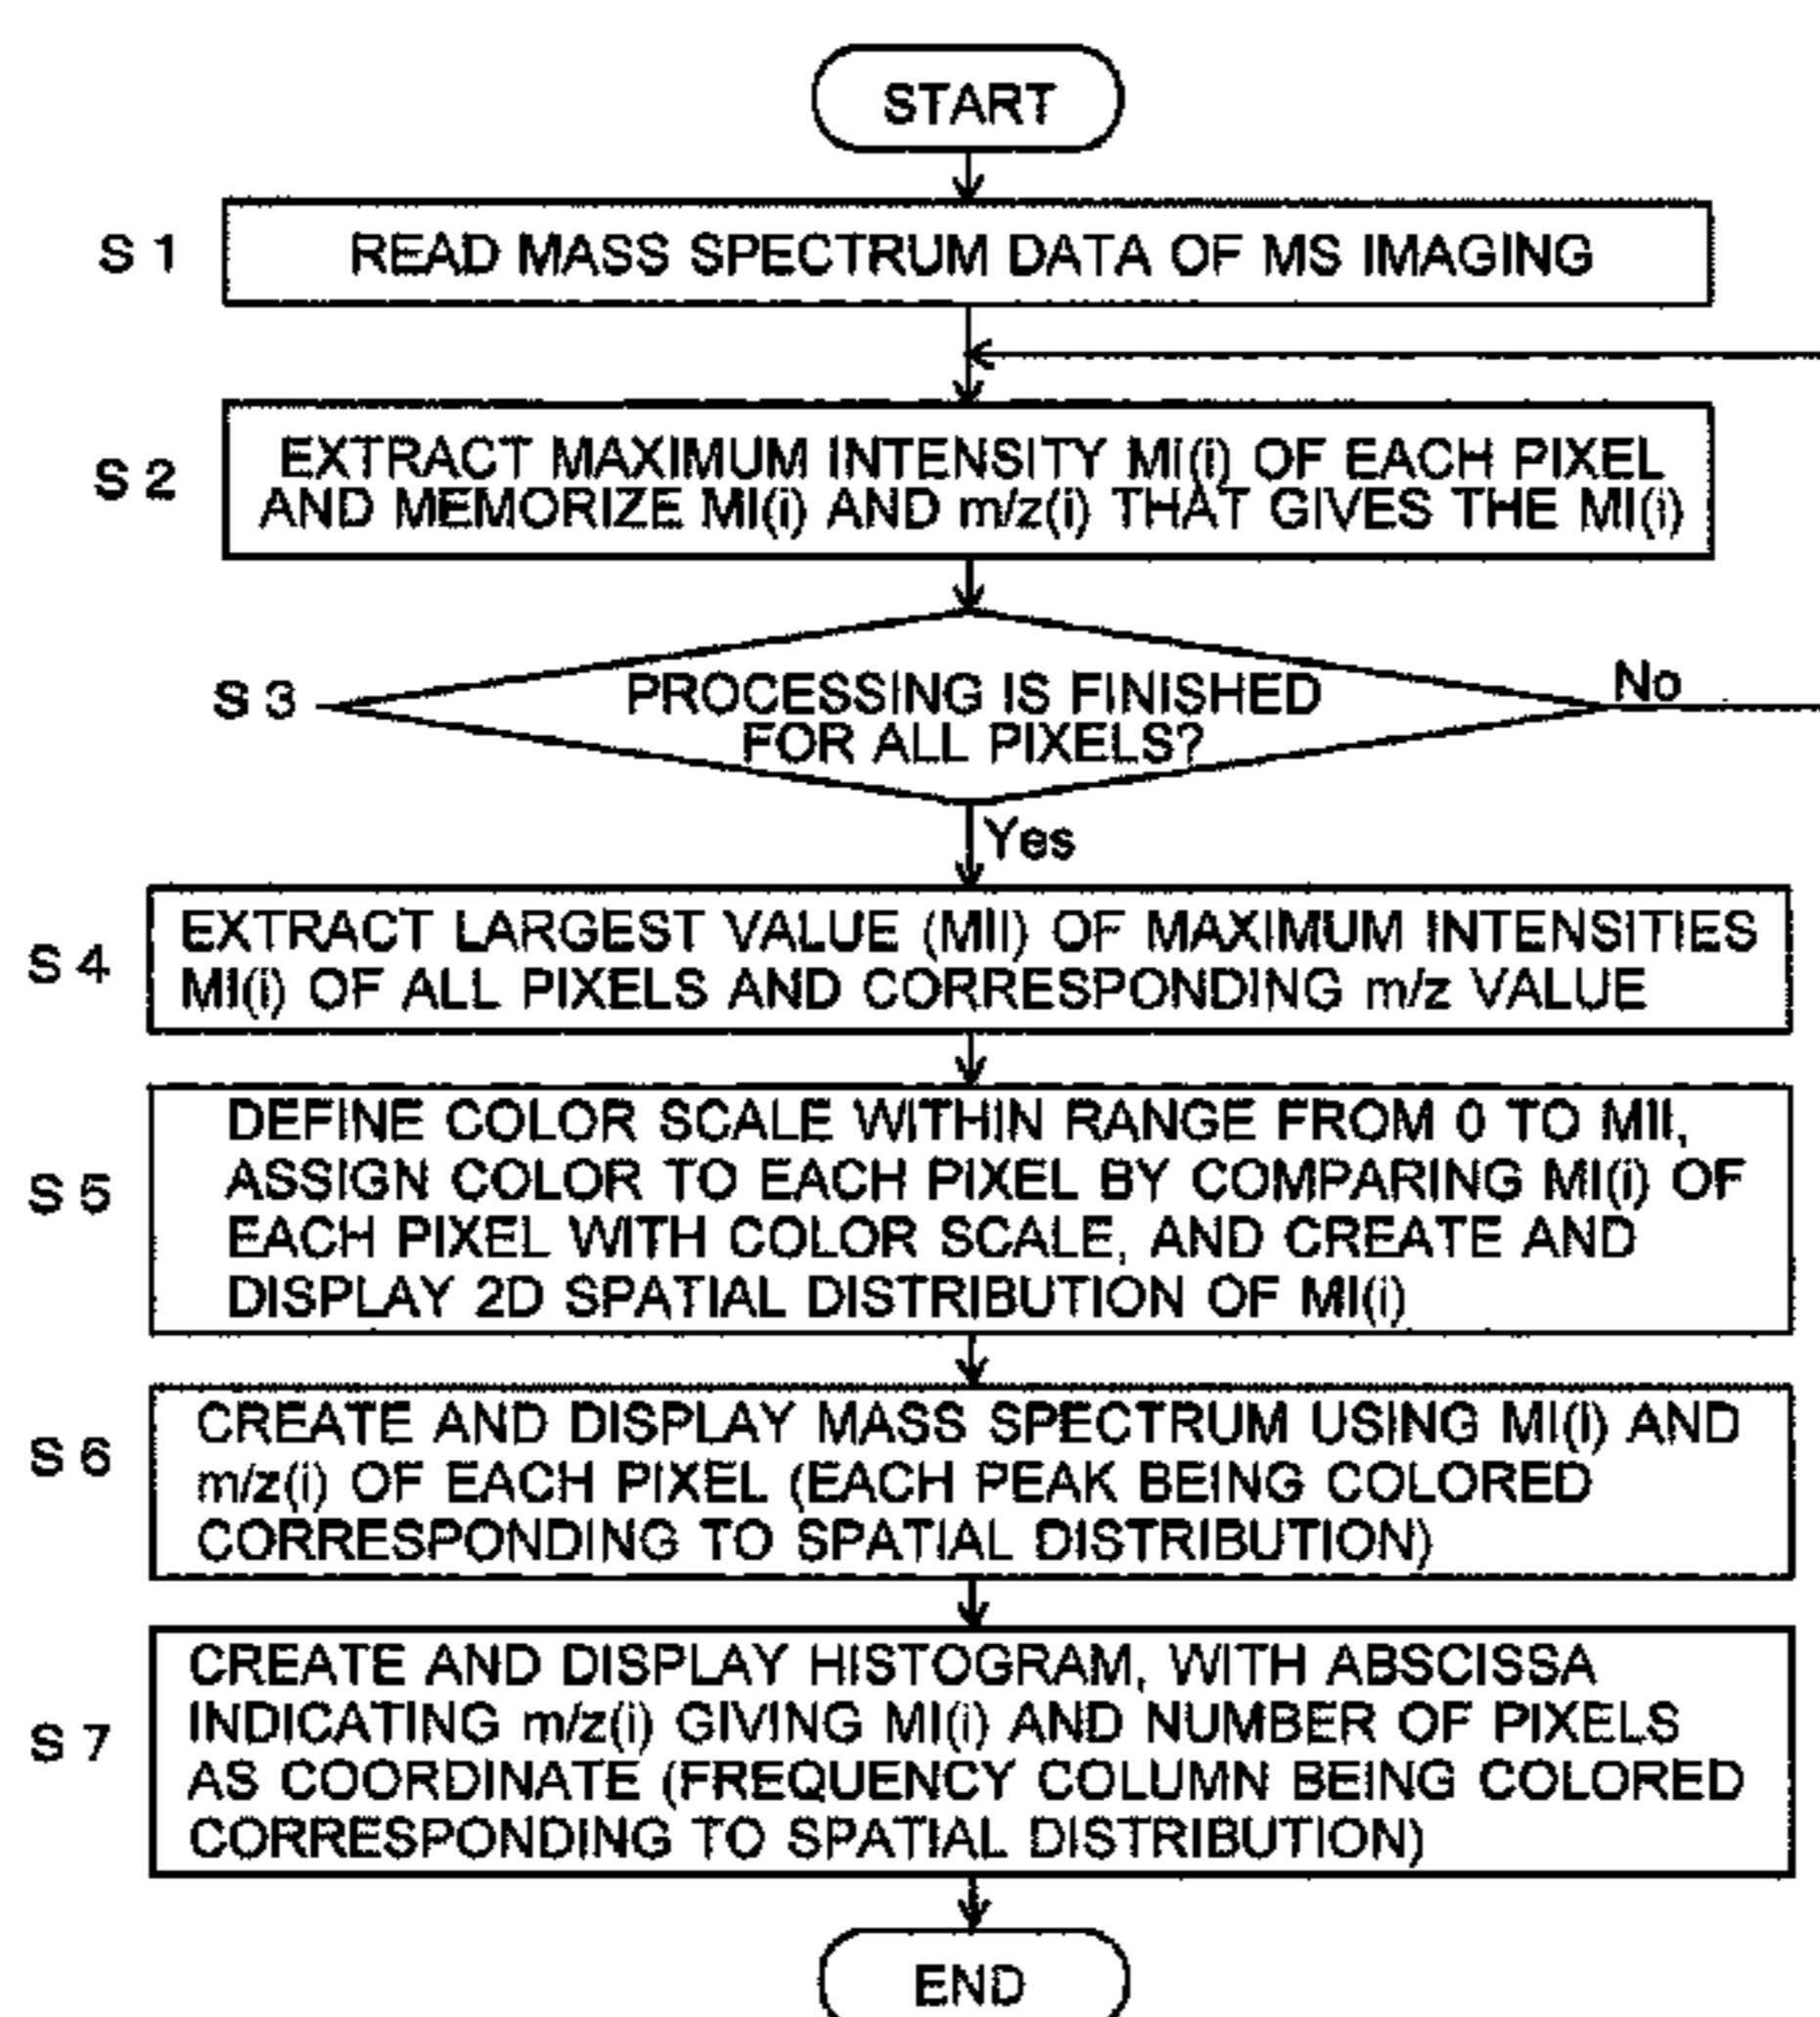 START
S 1
READ MASS SPECTRUM DATA OF MS IMAGING
S 2
EXTRACT MAXIMUM INTENSITY MI(i) OF EACH PIXEL
AND MEMORIZE MI(i) AND m/z(i) THAT GIVES THE MI(i)
S 3
PROCESSING IS FINISHED
FOR ALL PIXELS?
No
Yes
S 4
EXTRACT LARGEST VALUE (MII) OF MAXIMUM INTENSITIES
MI(i) OF ALL PIXELS AND CORRESPONDING m/z VALUE
S 5
DEFINE COLOR SCALE WITHIN RANGE FROM 0 TO MII,
ASSIGN COLOR TO EACH PIXEL BY COMPARING MI(i) OF
EACH PIXEL WITH COLOR SCALE, AND CREATE AND
DISPLAY 2D SPATIAL DISTRIBUTION OF MI(i)
S 6
CREATE AND DISPLAY MASS SPECTRUM USING MI(i) AND
m/z(i) OF EACH PIXEL (EACH PEAK BEING COLORED
CORRESPONDING TO SPATIAL DISTRIBUTION)
S 7
CREATE AND DISPLAY HISTOGRAM, WITH ABSCISSA
INDICATING m/z(i) GIVING MI(i) AND NUMBER OF PIXELS
AS COORDINATE (FREQUENCY COLUMN BEING COLORED
CORRESPONDING TO SPATIAL DISTRIBUTION)
END